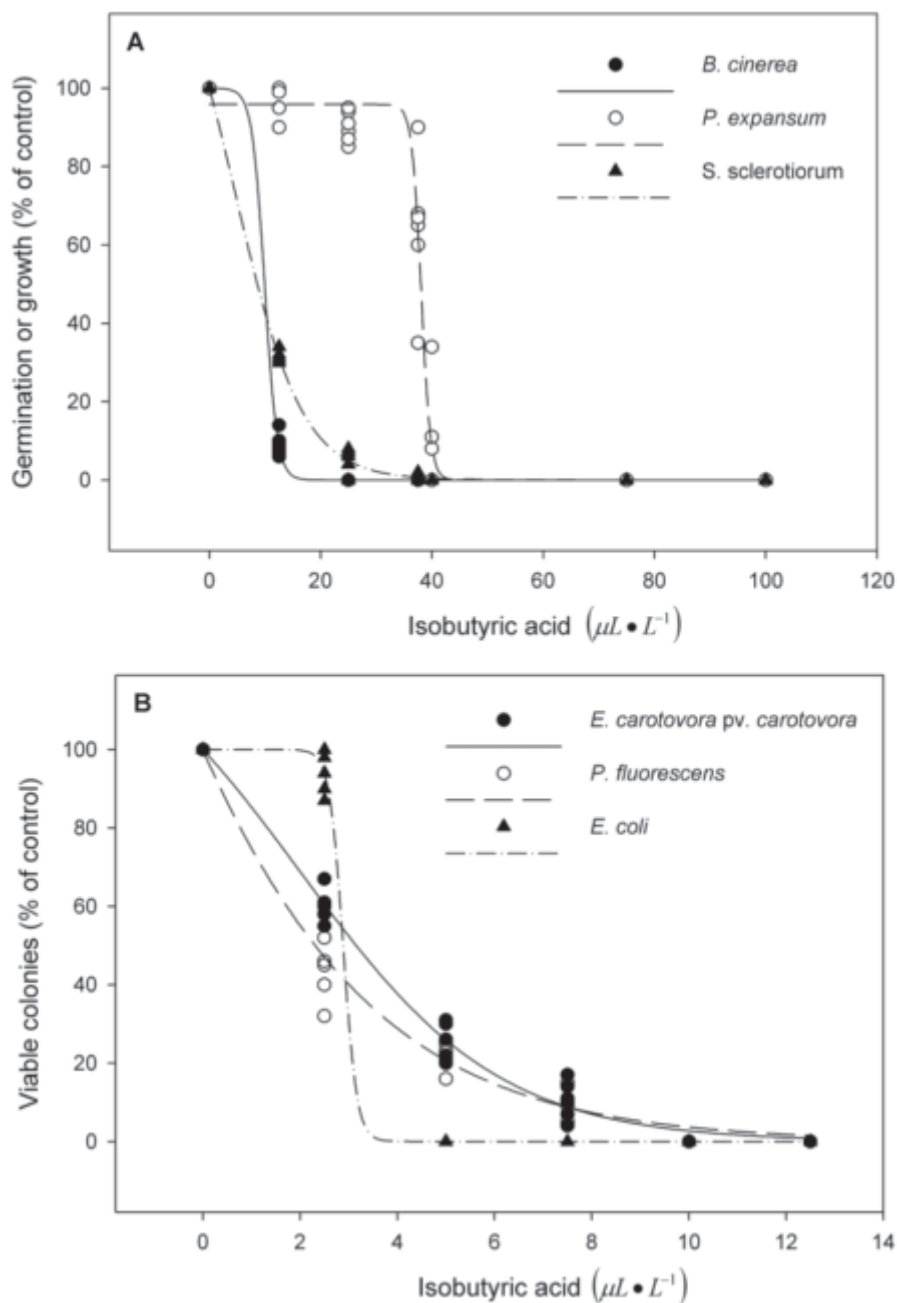 A
B. cinerea
P. expansum
S. sclerotiorum
Germination or growth (% of control)
100
80
60
40
20
0
0 20 40 60 80 100 120
Isobutyric acid (μL • L⁻¹)
B
E. carotovora pv. carotovora
P. fluorescens
E. coli
Viable colonies (% of control)
100
80
60
40
20
0
0 2 4 6 8 10 12 14
Isobutyric acid (μL • L⁻¹)